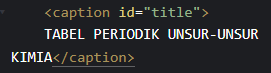 <caption id="title">
TABEL PERIODIK UNSUR-UNSUR
KIMIA</caption>